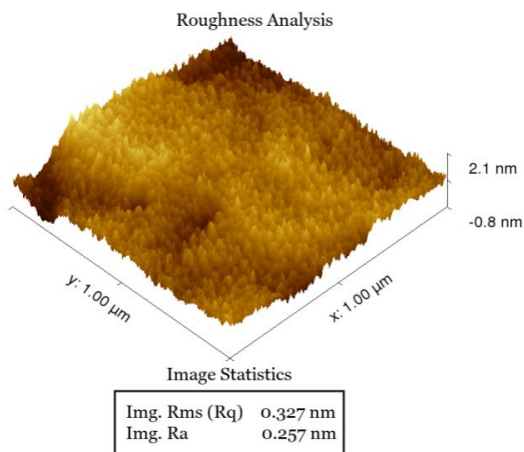 Roughness Analysis
2.1 nm
-0.8 nm
y: 1.00 µm
x: 1.00 µm
Image Statistics
Img. Rms (Rq) 0.327 nm
Img. Ra 0.257 nm